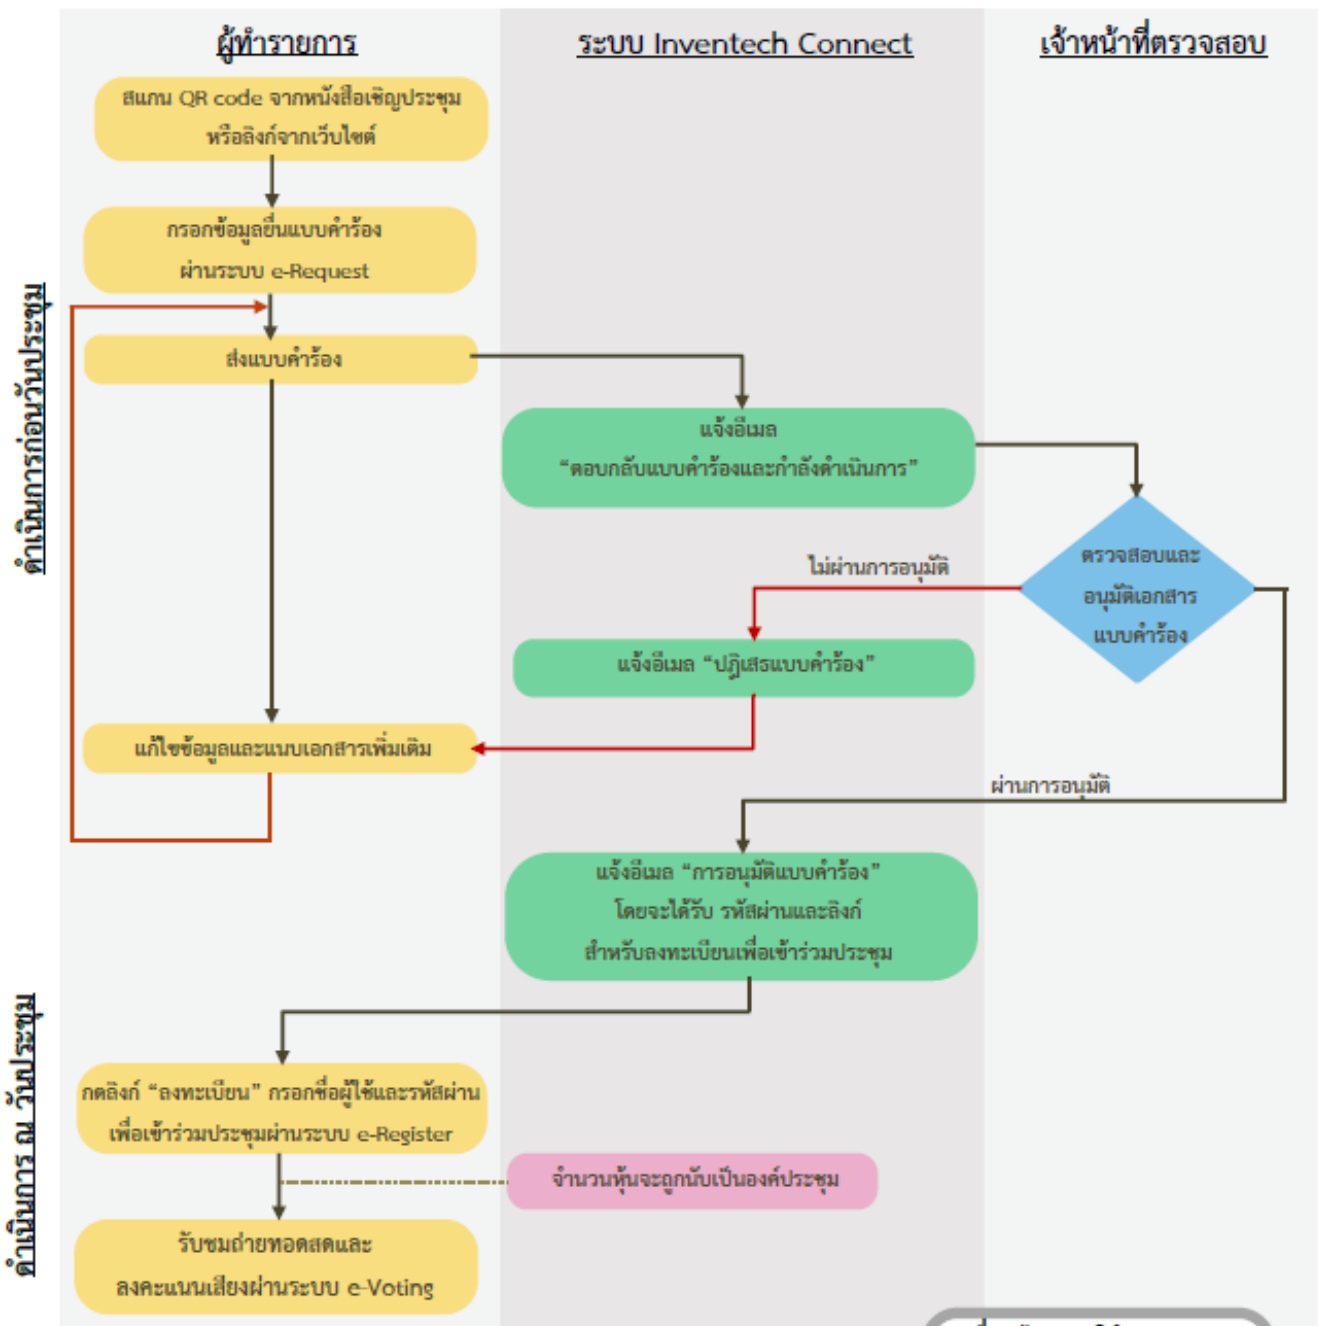 ผู้ทำรายการ
ระบบ Inventech Connect
เจ้าหน้าที่ตรวจสอบ
ดำเนินการก่อนวันประชุม
สแกน QR code จากหนังสือเชิญประชุม
หรือลิงก์จากเว็บไซต์
กรอกข้อมูลยื่นแบบคำร้อง
ผ่านระบบ e-Request
ส่งแบบคำร้อง
แจ้งอีเมล
“ตอบกลับแบบคำร้องและกำลังดำเนินการ”
ตรวจสอบและ
อนุมัติเอกสาร
แบบคำร้อง
ไม่ผ่านการอนุมัติ
แจ้งอีเมล “ปฏิเสธแบบคำร้อง”
แก้ไขข้อมูลและแนบเอกสารเพิ่มเติม
ผ่านการอนุมัติ
แจ้งอีเมล “การอนุมัติแบบคำร้อง”
โดยจะได้รับ รหัสผ่านและลิงก์
สำหรับลงทะเบียนเพื่อเข้าร่วมประชุม
ดำเนินการ ณ วันประชุม
กดลิงก์ “ลงทะเบียน” กรอกชื่อผู้ใช้และรหัสผ่าน
เพื่อเข้าร่วมประชุมผ่านระบบ e-Register
จำนวนหุ้นจะถูกนับเป็นองค์ประชุม
รับชมถ่ายทอดสดและ
ลงคะแนนเสียงผ่านระบบ e-Voting